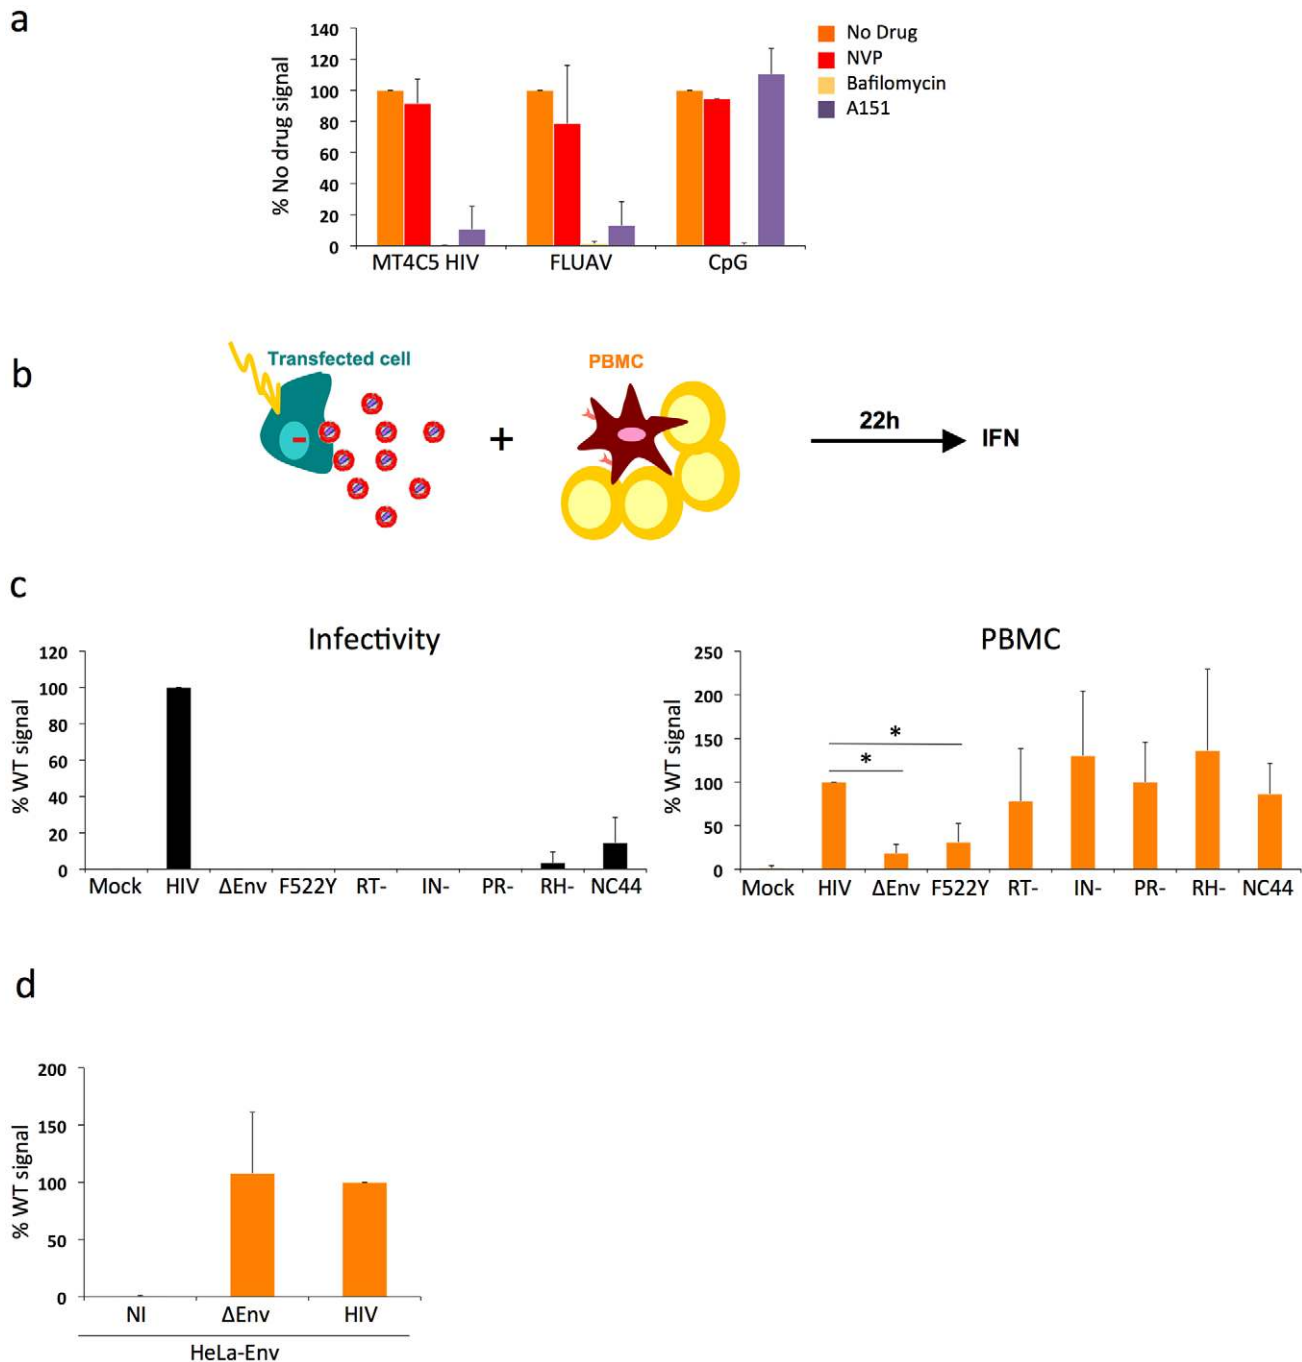 a
140
120
100
80
60
40
20
0
% No drug signal
MT4C5 HIV FLUAV CpG
No Drug
NVP
Bafilomycin
A151
b
Transfected cell
PBMC
+
22h
IFN
c
Infectivity
120
100
80
60
40
20
0
% WT signal
Mock HIV ΔEnv F522Y RT- IN- PR- RH- NC44
PBMC
250
200
150
100
50
0
% WT signal
*
*
Mock HIV ΔEnv F522Y RT- IN- PR- RH- NC44
d
200
150
100
50
0
% WT signal
NI ΔEnv HIV
HeLa-Env